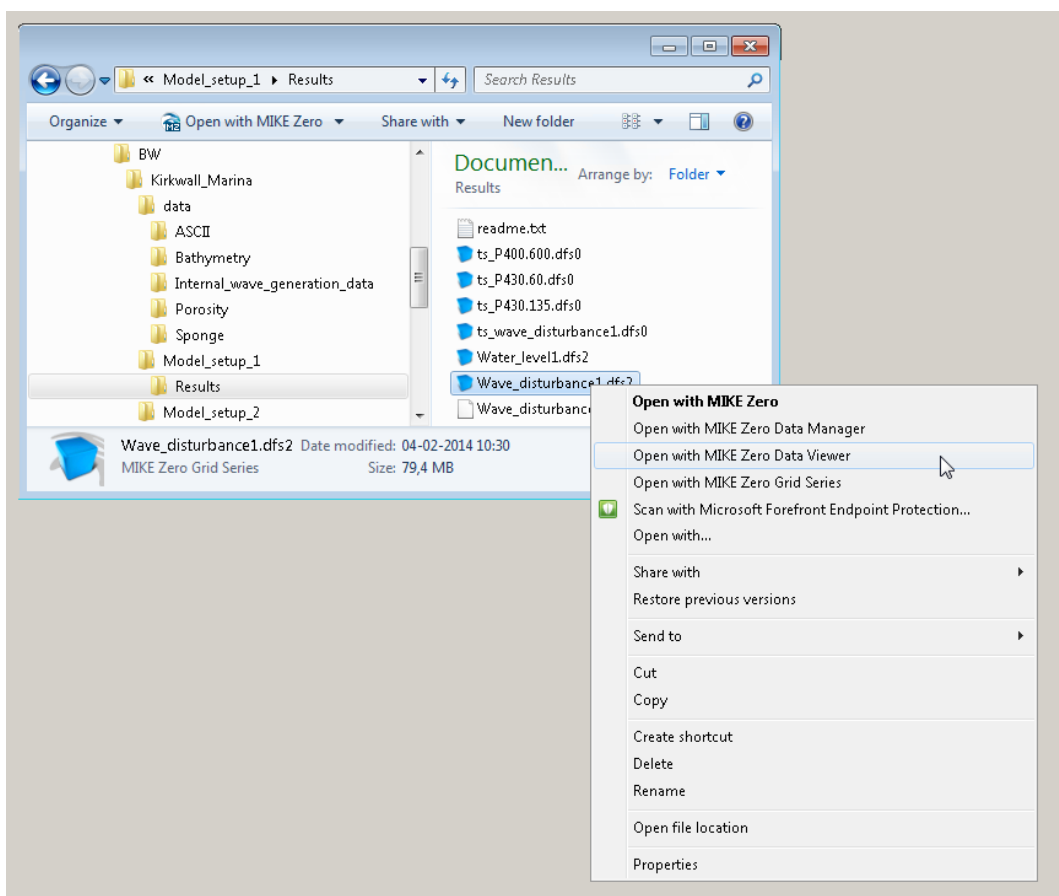 « Model_setup_1 ▸ Results
Search Results
Organize
Open with MIKE Zero
Share with
New folder
BW
Kirkwall_Marina
data
ASCII
Bathymetry
Internal_wave_generation_data
Porosity
Sponge
Model_setup_1
Results
Model_setup_2
Documen...
Results
Arrange by: Folder
readme.txt
ts_P400.600.dfs0
ts_P430.60.dfs0
ts_P430.135.dfs0
ts_wave_disturbance1.dfs0
Water_level1.dfs2
Wave_disturbance1.dfs2
Wave_disturbance
Wave_disturbance1.dfs2 Date modified: 04-02-2014 10:30
MIKE Zero Grid Series Size: 79,4 MB
Open with MIKE Zero
Open with MIKE Zero Data Manager
Open with MIKE Zero Data Viewer
Open with MIKE Zero Grid Series
Scan with Microsoft Forefront Endpoint Protection...
Open with...
Share with
Restore previous versions
Send to
Cut
Copy
Create shortcut
Delete
Rename
Open file location
Properties